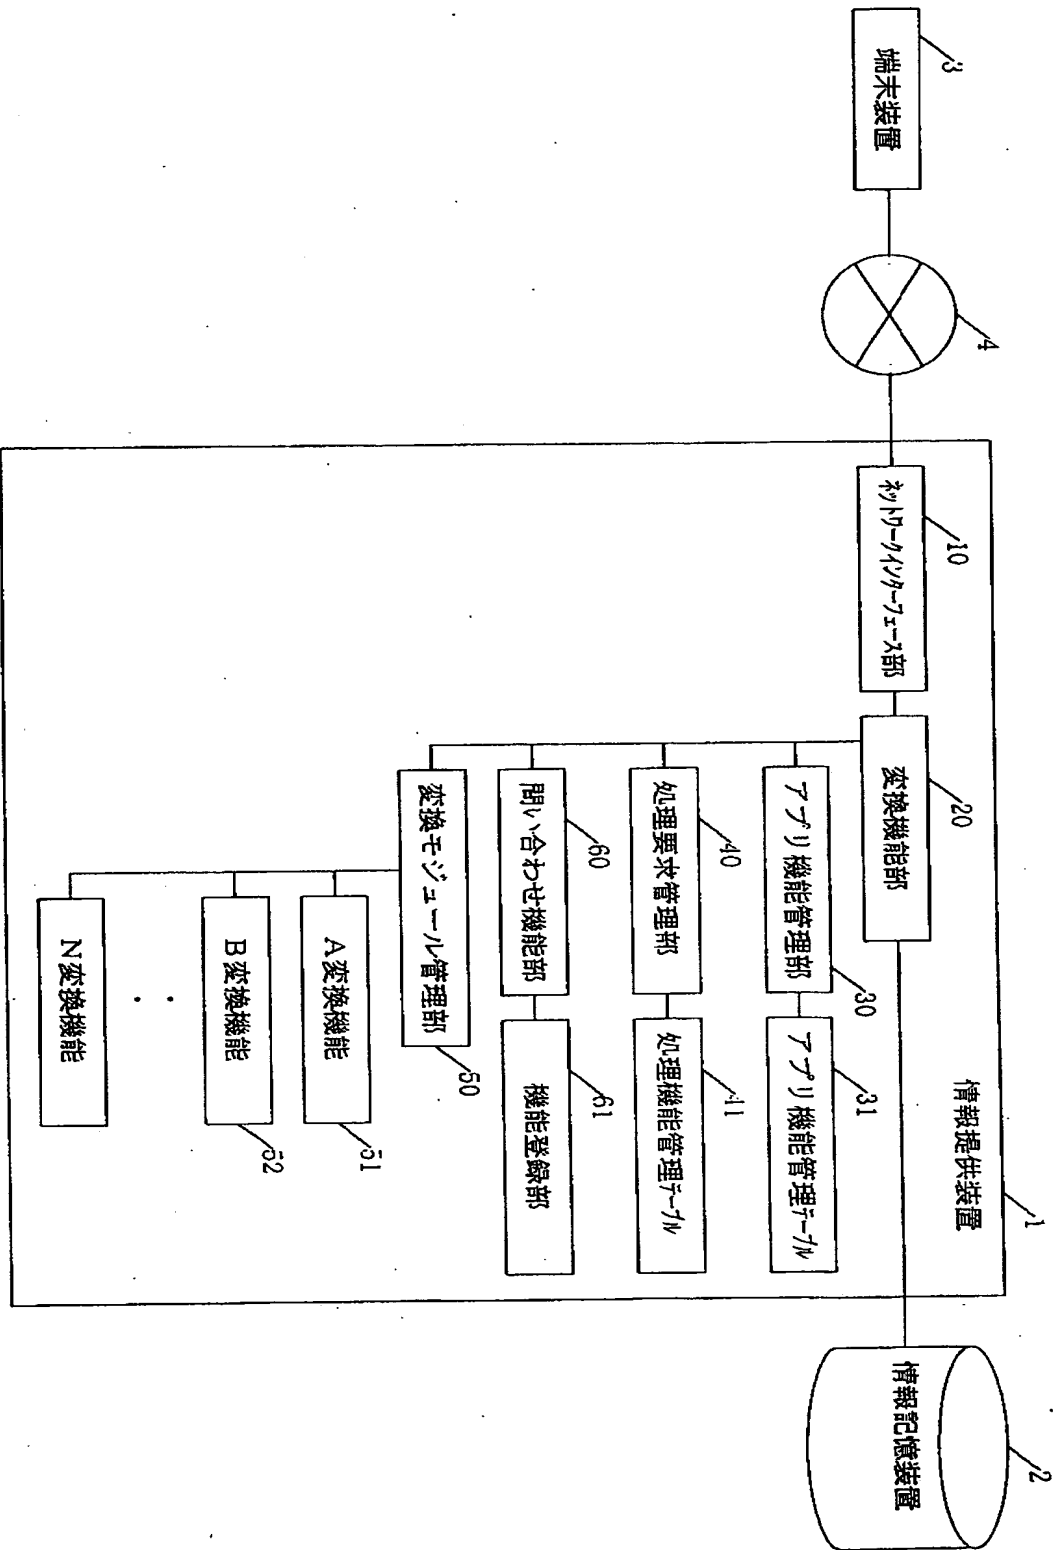 1
情報提供装置
3
端末装置
4
10
ネットワークインターフェース部
20
変換機能部
2
情報記憶装置
アプリ機能管理部
30
アプリ機能管理テーブル
31
処理要求管理部
40
処理機能管理テーブル
41
問い合わせ機能部
60
機能登録部
61
変換モジュール管理部
50
A変換機能
51
B変換機能
52
・
・
N変換機能